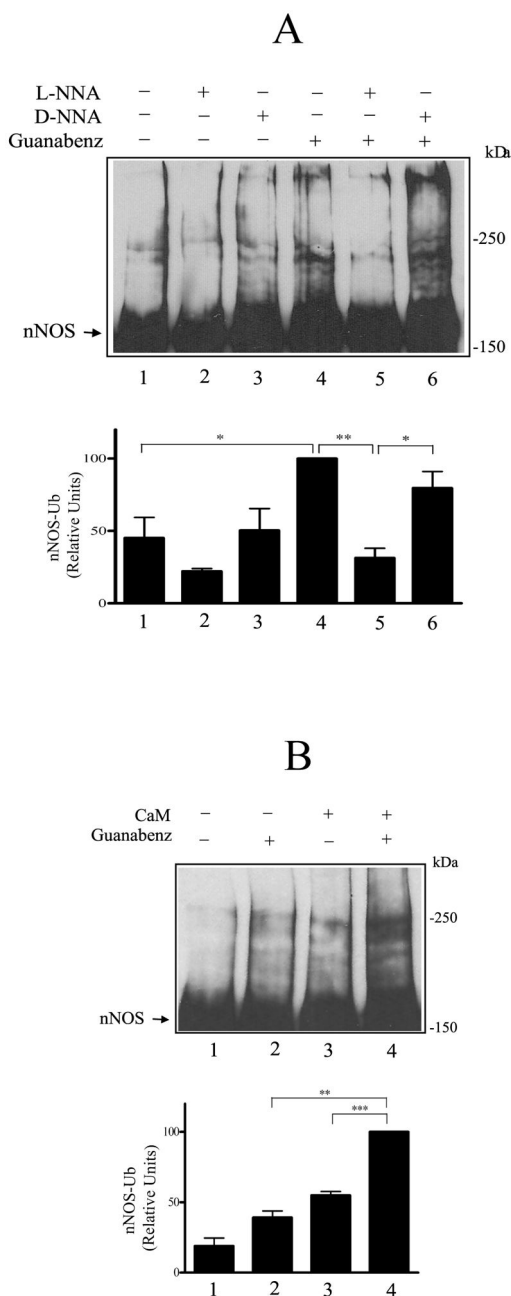 A
L-NNA – + – – + –
D-NNA – – + – – +
Guanabenz – – – + + +
kDa
-250
nNOS
-150
1 2 3 4 5 6
* ** *
100
50
0
nNOS-Ub
(Relative Units)
1 2 3 4 5 6
B
CaM – – + +
Guanabenz – + – +
kDa
-250
nNOS
-150
1 2 3 4
**
***
100
50
0
nNOS-Ub
(Relative Units)
1 2 3 4